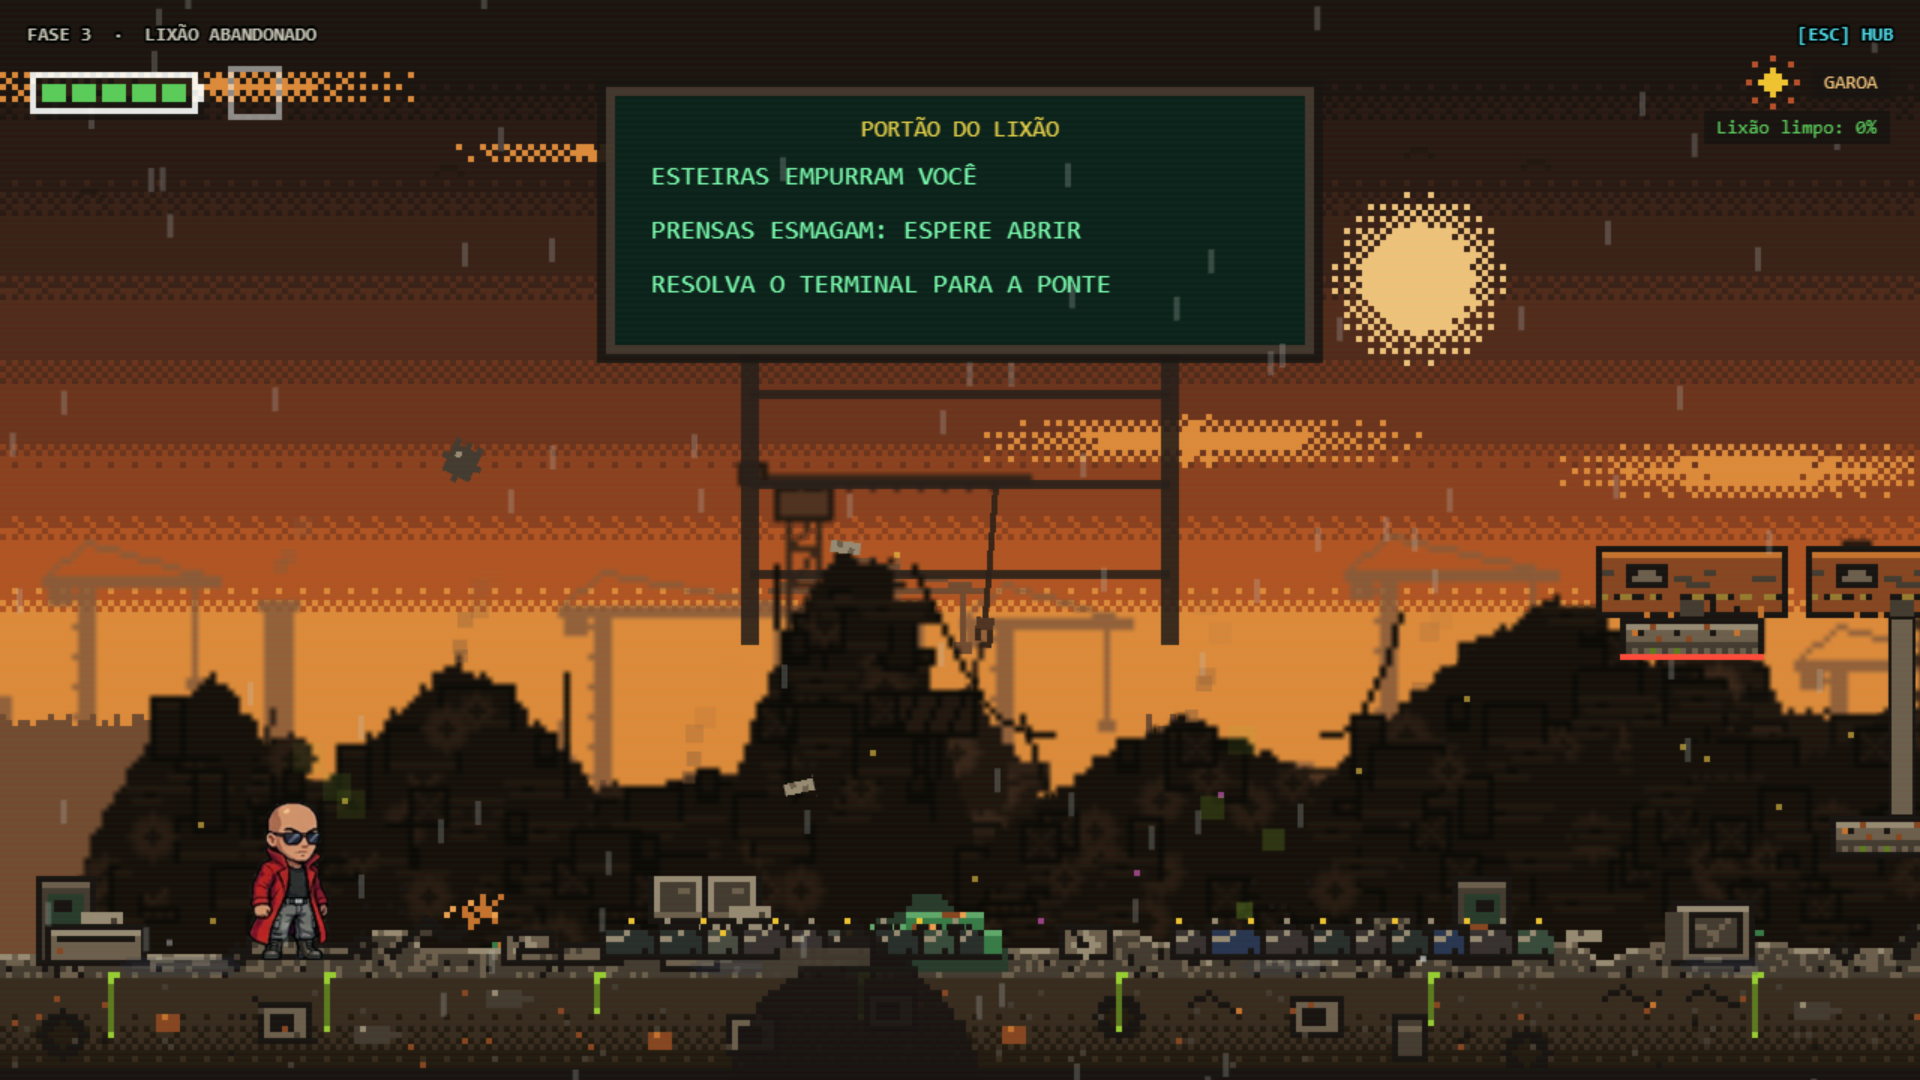 FASE 3 · LIXÃO ABANDONADO
[ESC] HUB
GAROA
Lixão limpo: 0%
PORTÃO DO LIXÃO
ESTEIRAS EMPURRAM VOCÊ
PRENSAS ESMAGAM: ESPERE ABRIR
RESOLVA O TERMINAL PARA A PONTE